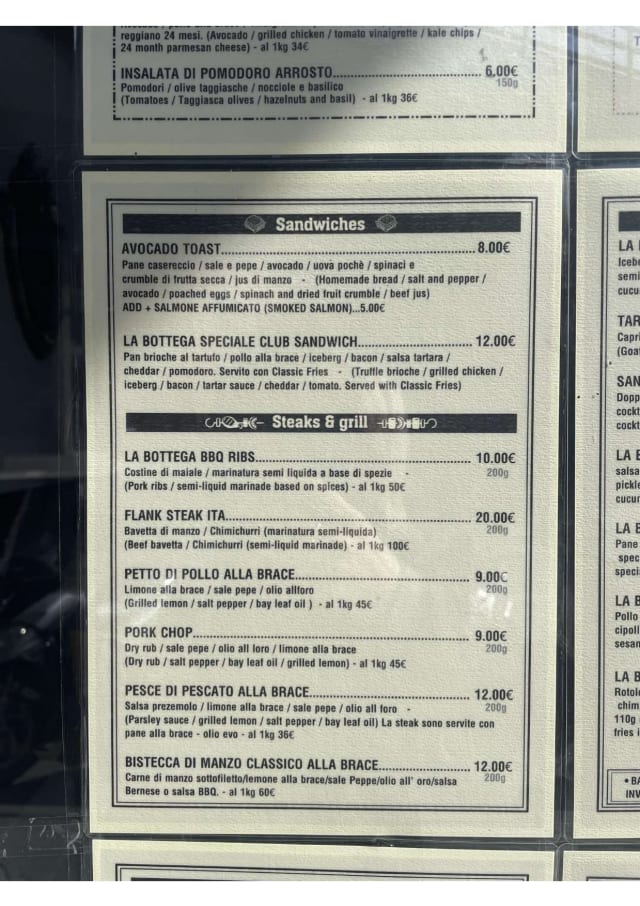 reggiano 24 mesi. (Avocado / grilled chicken / tomato vinaigrette / kale chips /
24 month parmesan cheese) - al 1kg 34€
INSALATA DI POMODORO ARROSTO 6.00€
Pomodori / olive taggiasche / nocciole e basilico 150g
(Tomatoes / Taggiasca olives / hazelnuts and basil) - al 1kg 36€
Sandwiches
AVOCADO TOAST 8.00€
Pane casereccio / sale e pepe / avocado / uova pochè / spinaci e
crumble di frutta secca / jus di manzo - (Homemade bread / salt and pepper /
avocado / poached eggs / spinach and dried fruit crumble / beef jus)
ADD + SALMONE AFFUMICATO (SMOKED SALMON)...5.00€
LA BOTTEGA SPECIALE CLUB SANDWICH 12.00€
Pan brioche al tartufo / pollo alla brace / iceberg / bacon / salsa tartara /
cheddar / pomodoro. Servito con Classic Fries - (Truffle brioche / grilled chicken /
iceberg / bacon / tartar sauce / cheddar / tomato. Served with Classic Fries)
Steaks & grill
LA BOTTEGA BBQ RIBS 10.00€
Costine di maiale / marinatura semi liquida a base di spezie - 200g
(Pork ribs / semi-liquid marinade based on spices) - al 1kg 50€
FLANK STEAK ITA 20.00€
Bavetta di manzo / Chimichurri (marinatura semi-liquida) 200g
(Beef bavetta / Chimichurri (semi-liquid marinade) - al 1kg 100€
PETTO DI POLLO ALLA BRACE 9.00€
Limone alla brace / sale pepe / olio allforo 200g
(Grilled lemon / salt pepper / bay leaf oil ) - al 1kg 45€
PORK CHOP 9.00€
Dry rub / sale pepe / olio all loro / limone alla brace 200g
(Dry rub / salt pepper / bay leaf oil / grilled lemon) - al 1kg 45€
PESCE DI PESCATO ALLA BRACE 12.00€
Salsa prezemolo / limone alla brace / sale pepe / olio all foro - 200g
(Parsley sauce / grilled lemon / salt pepper / bay leaf oil) La steak sono servite con
pane alla brace - olio evo - al 1kg 36€
BISTECCA DI MANZO CLASSICO ALLA BRACE 12.00€
Carne di manzo sottofiletto/lemone alla brace/sale Peppe/olio all' oro/salsa 200g
Bernese o salsa BBQ. - al 1kg 60€